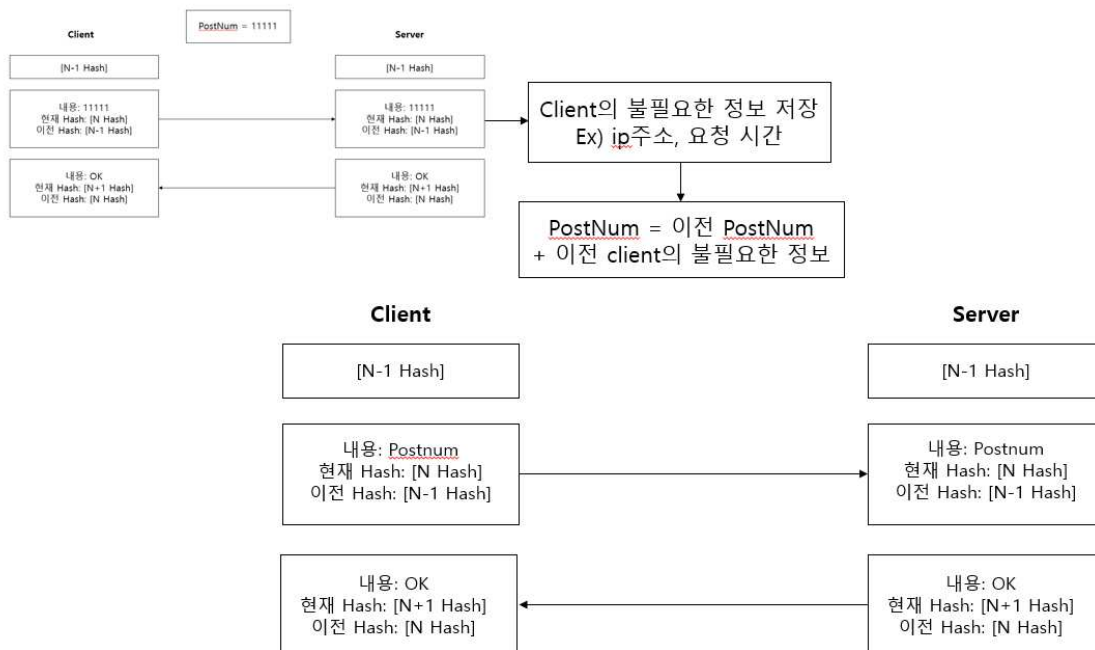 PostNum = 11111
Client
Server
[N-1 Hash]
[N-1 Hash]
내용: 11111
현재 Hash: [N Hash]
이전 Hash: [N-1 Hash]
내용: 11111
현재 Hash: [N Hash]
이전 Hash: [N-1 Hash]
내용: OK
현재 Hash: [N+1 Hash]
이전 Hash: [N Hash]
내용: OK
현재 Hash: [N+1 Hash]
이전 Hash: [N Hash]
Client의 불필요한 정보 저장
Ex) ip주소, 요청 시간
PostNum = 이전 PostNum
+ 이전 client의 불필요한 정보
Client
Server
[N-1 Hash]
[N-1 Hash]
내용: Postnum
현재 Hash: [N Hash]
이전 Hash: [N-1 Hash]
내용: Postnum
현재 Hash: [N Hash]
이전 Hash: [N-1 Hash]
내용: OK
현재 Hash: [N+1 Hash]
이전 Hash: [N Hash]
내용: OK
현재 Hash: [N+1 Hash]
이전 Hash: [N Hash]